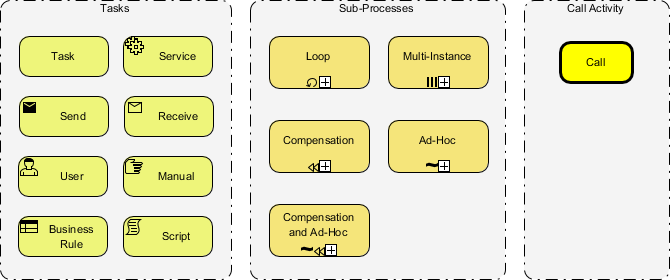 Tasks
Task
Service
Send
Receive
User
Manual
Business
Rule
Script
Sub-Processes
Loop
Multi-Instance
Compensation
Ad-Hoc
Compensation
and Ad-Hoc
Call Activity
Call